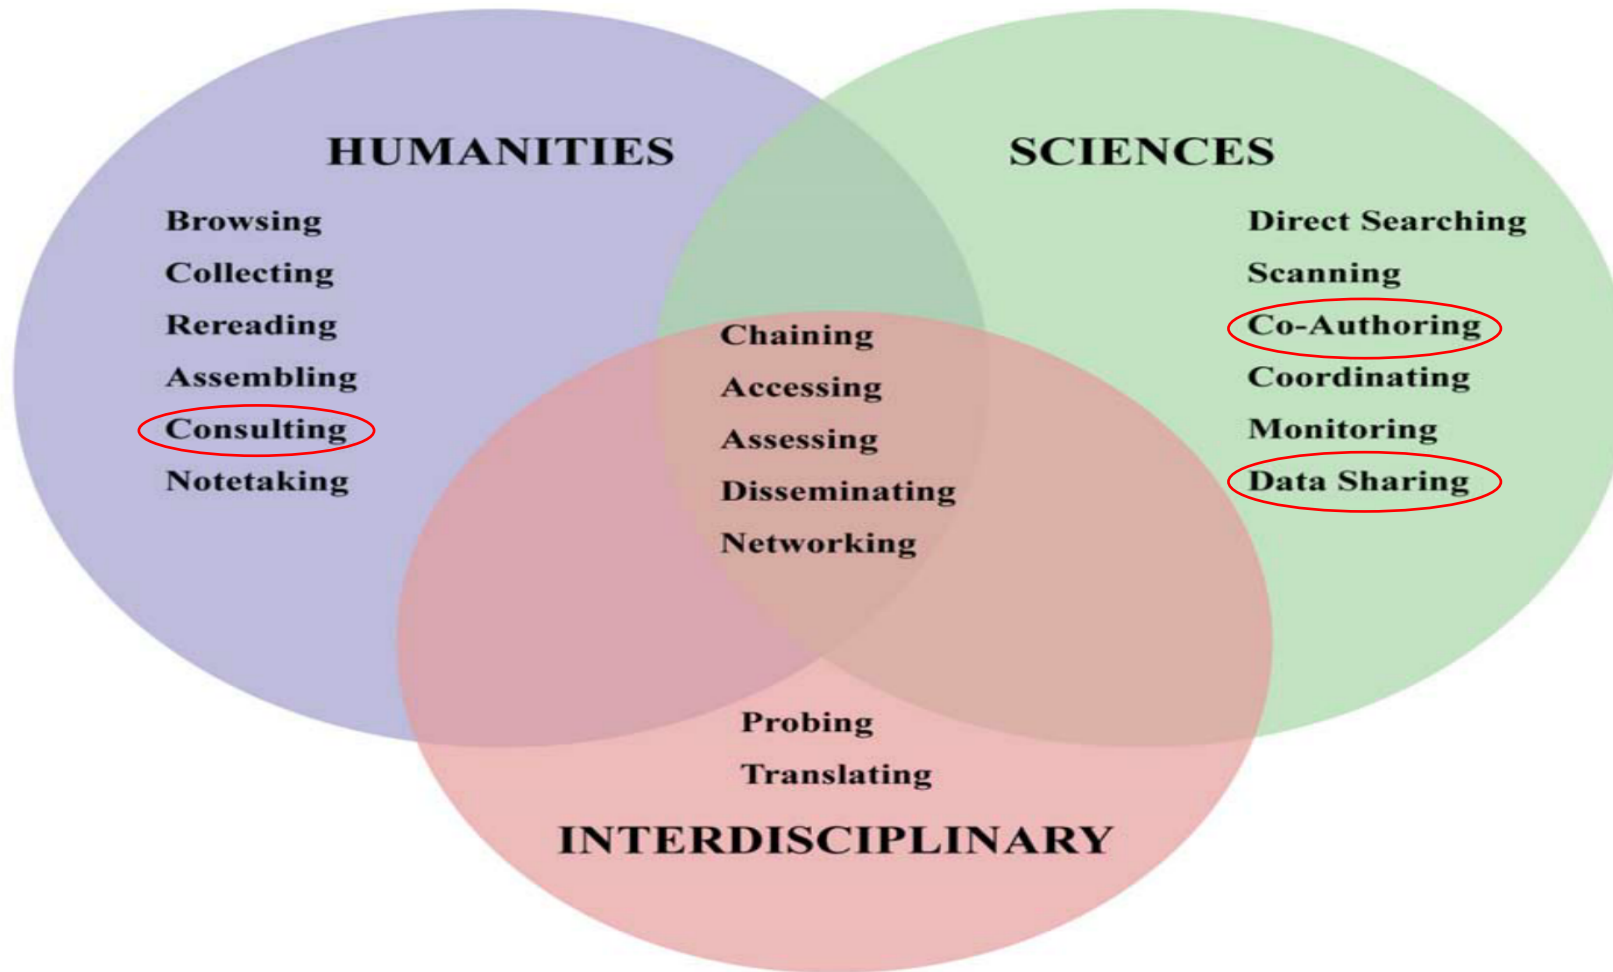 HUMANITIES
Browsing
Collecting
Rereading
Assembling
Consulting
Notetaking
SCIENCES
Direct Searching
Scanning
Co-Authoring
Coordinating
Monitoring
Data Sharing
Chaining
Accessing
Assessing
Disseminating
Networking
Probing
Translating
INTERDISCIPLINARY